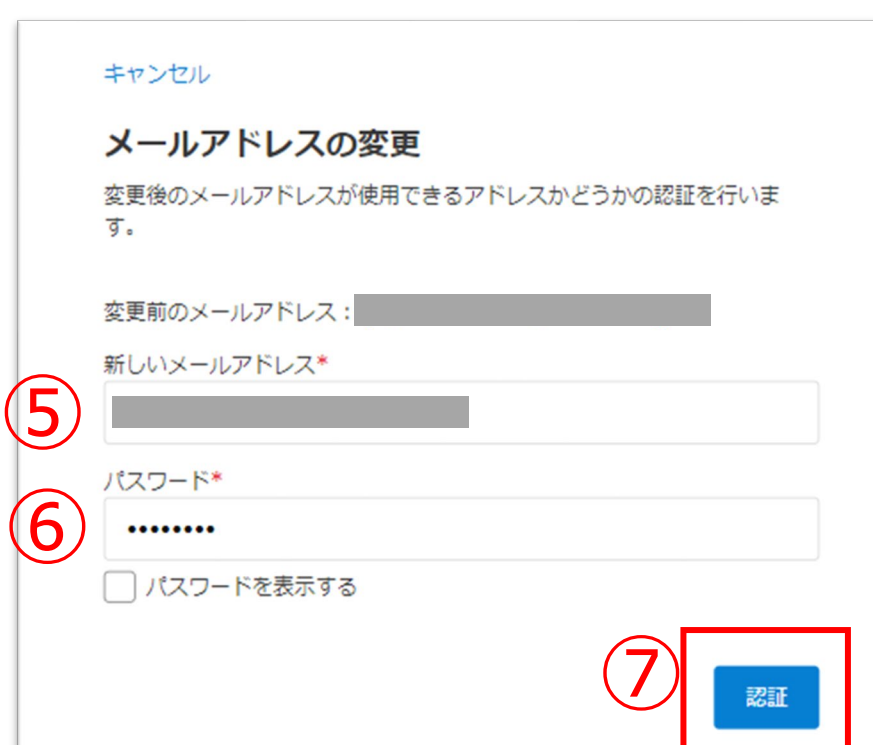 キャンセル
メールアドレスの変更
変更後のメールアドレスが使用できるアドレスかどうかの認証を行いま
す。
変更前のメールアドレス：
新しいメールアドレス*
⑤
パスワード*
⑥ ••••••••
パスワードを表示する
⑦ 認証